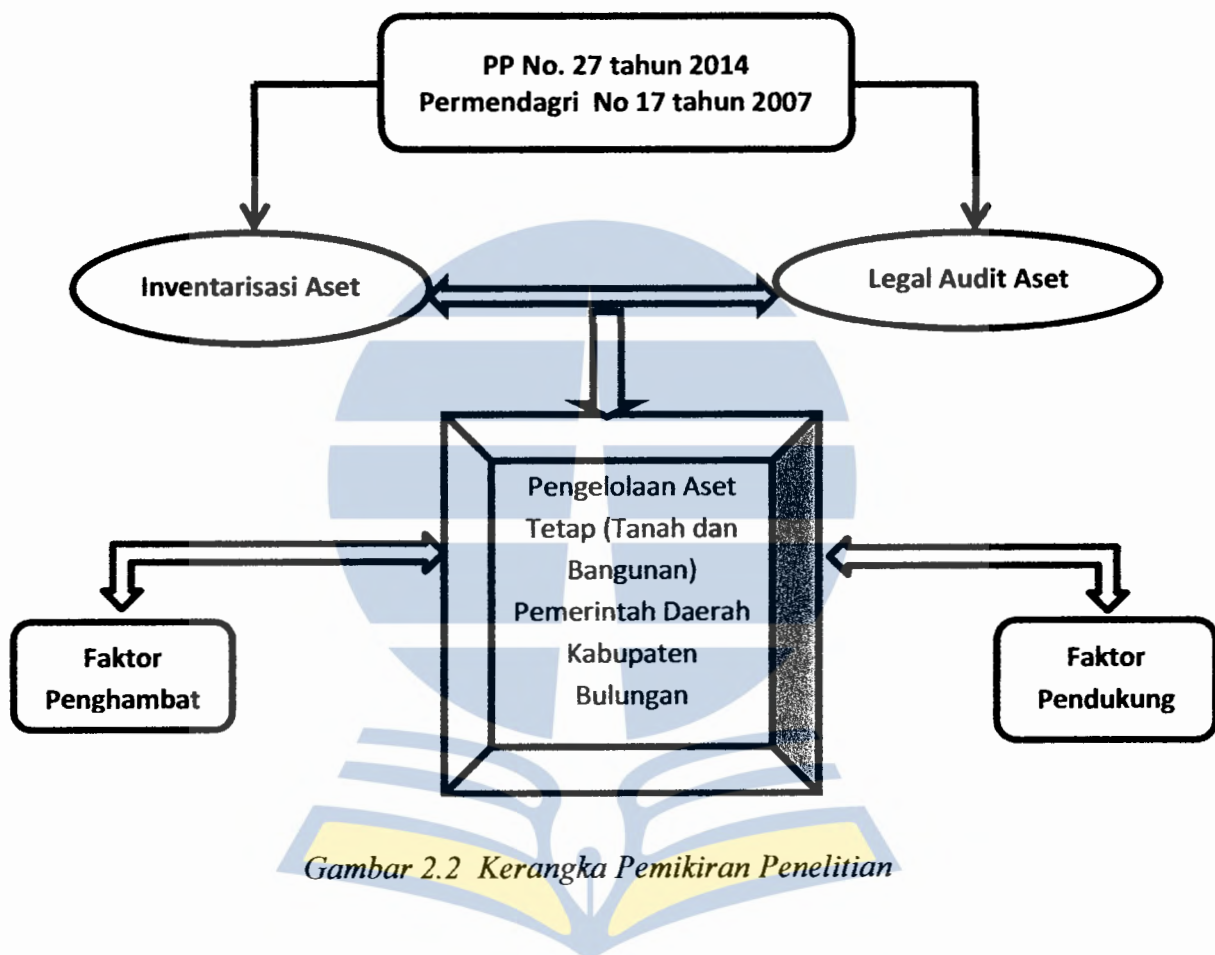 PP No. 27 tahun 2014
Permendagri No 17 tahun 2007
Inventarisasi Aset
Legal Audit Aset
Pengelolaan Aset
Tetap (Tanah dan
Bangunan)
Pemerintah Daerah
Kabupaten
Bulungan
Faktor
Penghambat
Faktor
Pendukung
Gambar 2.2 Kerangka Pemikiran Penelitian